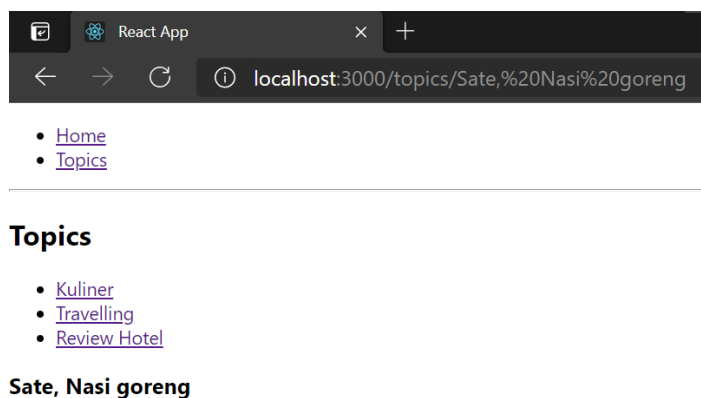 React App
localhost:3000/topics/Sate,%20Nasi%20goreng
Home
Topics
Topics
Kuliner
Travelling
Review Hotel
Sate, Nasi goreng